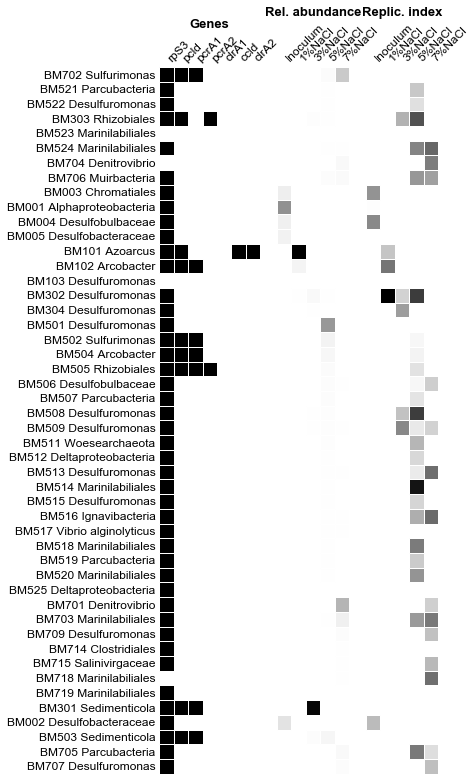 Genes
Rel. abundance
Replic. index
rpS3
pcld
pcrA1
pcrA2
clrA1
cld
clrA2
Inoculum
1%NaCl
3%NaCl
5%NaCl
7%NaCl
Inoculum
1%NaCl
3%NaCl
5%NaCl
7%NaCl
BM702 Sulfurimonas
BM521 Parcubacteria
BM522 Desulfuromonas
BM303 Rhizobiales
BM523 Marinilabiliales
BM524 Marinilabiliales
BM704 Denitrovibrio
BM706 Muirbacteria
BM003 Chromatiales
BM001 Alphaproteobacteria
BM004 Desulfobulbaceae
BM005 Desulfobacteraceae
BM101 Azoarcus
BM102 Arcobacter
BM103 Desulfuromonas
BM302 Desulfuromonas
BM304 Desulfuromonas
BM501 Desulfuromonas
BM502 Sulfurimonas
BM504 Arcobacter
BM505 Rhizobiales
BM506 Desulfobulbaceae
BM507 Parcubacteria
BM508 Desulfuromonas
BM509 Desulfuromonas
BM511 Woesearchaeota
BM512 Deltaproteobacteria
BM513 Desulfuromonas
BM514 Marinilabiliales
BM515 Desulfuromonas
BM516 Ignavibacteria
BM517 Vibrio alginolyticus
BM518 Marinilabiliales
BM519 Parcubacteria
BM520 Marinilabiliales
BM525 Deltaproteobacteria
BM701 Denitrovibrio
BM703 Marinilabiliales
BM709 Desulfuromonas
BM714 Clostridiales
BM715 Salinivirgaceae
BM718 Marinilabiliales
BM719 Marinilabiliales
BM301 Sedimenticola
BM002 Desulfobacteraceae
BM503 Sedimenticola
BM705 Parcubacteria
BM707 Desulfuromonas